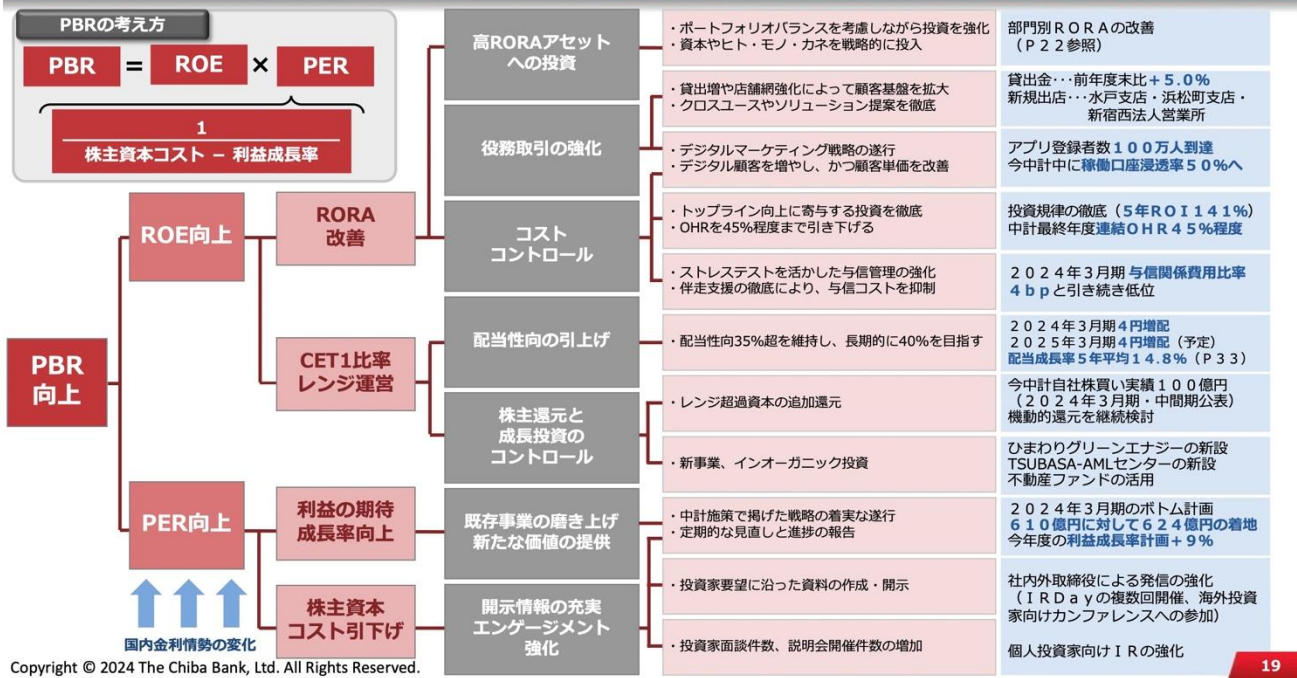 PBRの考え方
PBR = ROE × PER
1
株主資本コスト − 利益成長率
PBR
向上
ROE向上
PER向上
国内金利情勢の変化
RORA
改善
CET1比率
レンジ運営
利益の期待
成長率向上
株主資本
コスト引下げ
高RORAアセット
への投資
役務取引の強化
コスト
コントロール
配当性向の引上げ
株主還元と
成長投資の
コントロール
既存事業の磨き上げ
新たな価値の提供
開示情報の充実
エンゲージメント
強化
・ポートフォリオバランスを考慮しながら投資を強化
・資本やヒト・モノ・カネを戦略的に投入
部門別RORAの改善
（P22参照）
・貸出増や店舗網強化によって顧客基盤を拡大
・クロスユースやソリューション提案を徹底
貸出金･･･前年度末比＋5.0%
新規出店･･･水戸支店・浜松町支店・
新宿西法人営業所
・デジタルマーケティング戦略の遂行
・デジタル顧客を増やし、かつ顧客単価を改善
アプリ登録者数１００万人到達
今中計中に稼働口座浸透率５０%へ
・トップライン向上に寄与する投資を徹底
・OHRを45%程度まで引き下げる
投資規律の徹底（５年ＲＯＩ１４１%）
中計最終年度連結ＯＨＲ４５%程度
・ストレステストを活かした与信管理の強化
・伴走支援の徹底により、与信コストを抑制
２０２４年３月期 与信関係費用比率
４ｂｐと引き続き低位
・配当性向35%超を維持し、長期的に40%を目指す
２０２４年３月期４円増配
２０２５年３月期４円増配（予定）
配当成長率５年平均１４.８%（Ｐ３３）
・レンジ超過資本の追加還元
今中計自社株買い実績１００億円
（２０２４年３月期・中間期公表）
機動的還元を継続検討
・新事業、インオーガニック投資
ひまわりグリーンエナジーの新設
TSUBASA-AMLセンターの新設
不動産ファンドの活用
・中計施策で掲げた戦略の着実な遂行
・定期的な見直しと進捗の報告
２０２４年３月期のボトム計画
６１０億円に対して６２４億円の着地
今年度の利益成長率計画＋９%
・投資家要望に沿った資料の作成・開示
社内外取締役による発信の強化
（ＩＲＤａｙの複数回開催、海外投資
家向けカンファレンスへの参加）
・投資家面談件数、説明会開催件数の増加
個人投資家向けＩＲの強化
Copyright © 2024 The Chiba Bank, Ltd. All Rights Reserved.
19